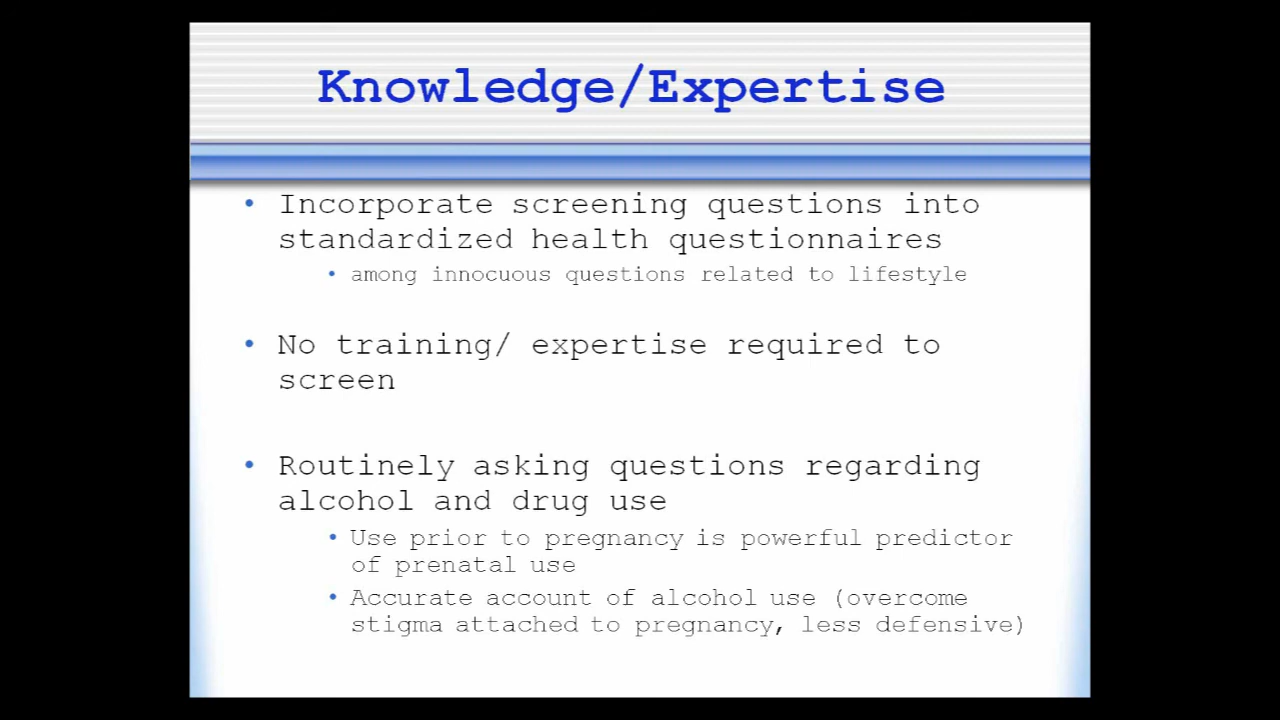 Knowledge/Expertise
• Incorporate screening questions into
standardized health questionnaires
• among innocuous questions related to lifestyle
• No training/ expertise required to
screen
• Routinely asking questions regarding
alcohol and drug use
• Use prior to pregnancy is powerful predictor
of prenatal use
• Accurate account of alcohol use (overcome
stigma attached to pregnancy, less defensive)